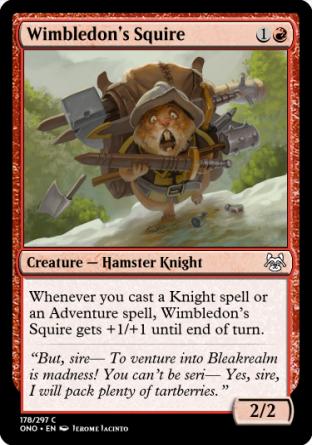 Wimbledon's Squire 1
Creature — Hamster Knight
Whenever you cast a Knight spell or
an Adventure spell, Wimbledon's
Squire gets +1/+1 until end of turn.
"But, sire— To venture into Bleakrealm
is madness! You can't be seri— Yes, sire,
I will pack plenty of tartberries."
2/2
178/297 C
ONO • EN Jerome Jacinto